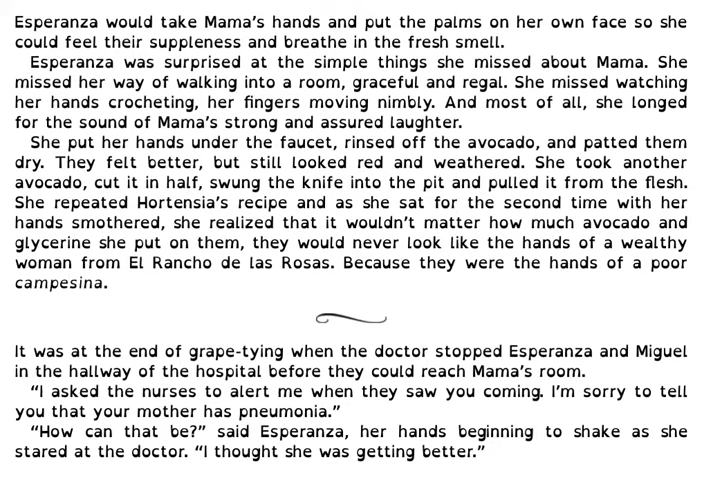 Esperanza would take Mama's hands and put the palms on her own face so she
could feel their suppleness and breathe in the fresh smell.
Esperanza was surprised at the simple things she missed about Mama. She
missed her way of walking into a room, graceful and regal. She missed watching
her hands crocheting, her fingers moving nimbly. And most of all, she longed
for the sound of Mama's strong and assured laughter.
She put her hands under the faucet, rinsed off the avocado, and patted them
dry. They felt better, but still looked red and weathered. She took another
avocado, cut it in half, swung the knife into the pit and pulled it from the flesh.
She repeated Hortensia's recipe and as she sat for the second time with her
hands smothered, she realized that it wouldn't matter how much avocado and
glycerine she put on them, they would never look like the hands of a wealthy
woman from El Rancho de las Rosas. Because they were the hands of a poor
campesina.
It was at the end of grape-tying when the doctor stopped Esperanza and Miguel
in the hallway of the hospital before they could reach Mama's room.
"I asked the nurses to alert me when they saw you coming. I'm sorry to tell
you that your mother has pneumonia."
"How can that be?" said Esperanza, her hands beginning to shake as she
stared at the doctor. "I thought she was getting better."